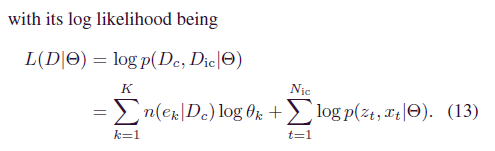 with its log likelihood being
L(D|Θ) = log p(D_c, D_ic|Θ)
= ∑_{k=1}^{K} n(e_k|D_c) log θ_k + ∑_{t=1}^{N_ic} log p(z_t, x_t|Θ). (13)